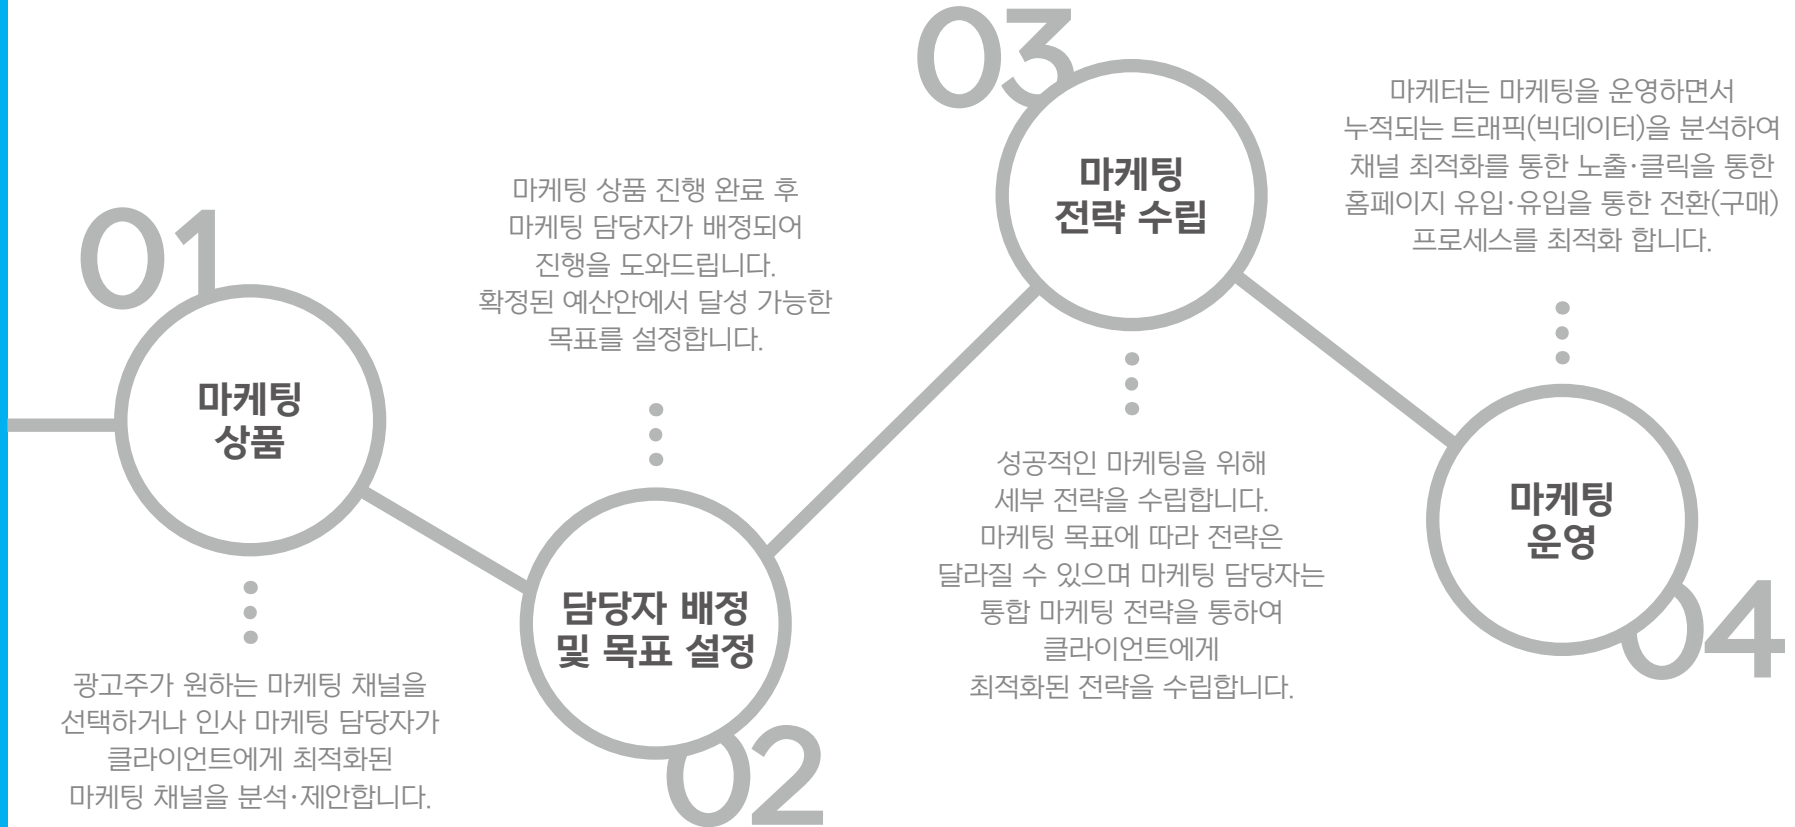 01
마케팅
상품
광고주가 원하는 마케팅 채널을
선택하거나 인사 마케팅 담당자가
클라이언트에게 최적화된
마케팅 채널을 분석·제안합니다.
마케팅 상품 진행 완료 후
마케팅 담당자가 배정되어
진행을 도와드립니다.
확정된 예산안에서 달성 가능한
목표를 설정합니다.
담당자 배정
및 목표 설정
02
03
마케팅
전략 수립
성공적인 마케팅을 위해
세부 전략을 수립합니다.
마케팅 목표에 따라 전략은
달라질 수 있으며 마케팅 담당자는
통합 마케팅 전략을 통하여
클라이언트에게
최적화된 전략을 수립합니다.
마케터는 마케팅을 운영하면서
누적되는 트래픽(빅데이터)을 분석하여
채널 최적화를 통한 노출·클릭을 통한
홈페이지 유입·유입을 통한 전환(구매)
프로세스를 최적화 합니다.
마케팅
운영
04